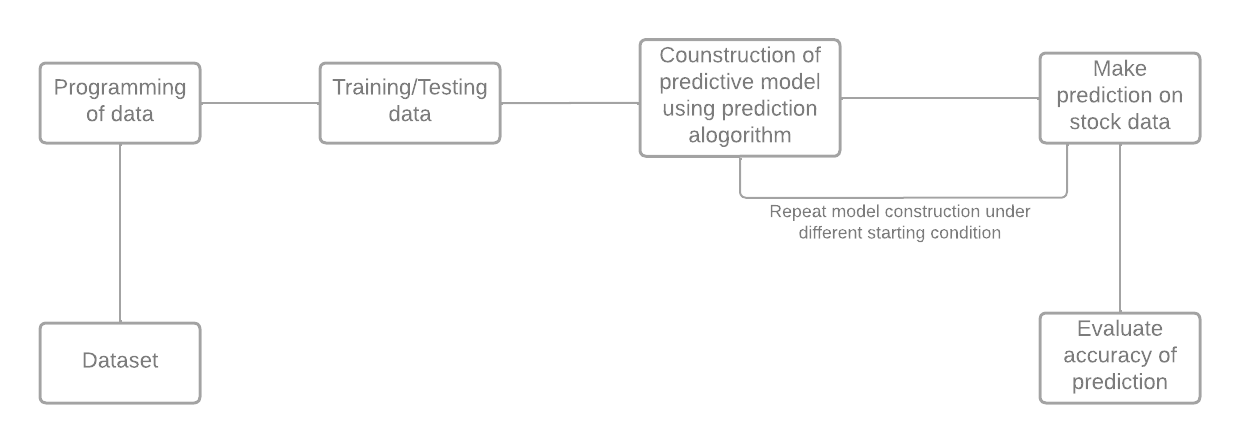 Programming
of data
Training/Testing
data
Counstruction of
predictive model
using prediction
alogorithm
Make
prediction on
stock data
Repeat model construction under
different starting condition
Dataset
Evaluate
accuracy of
prediction